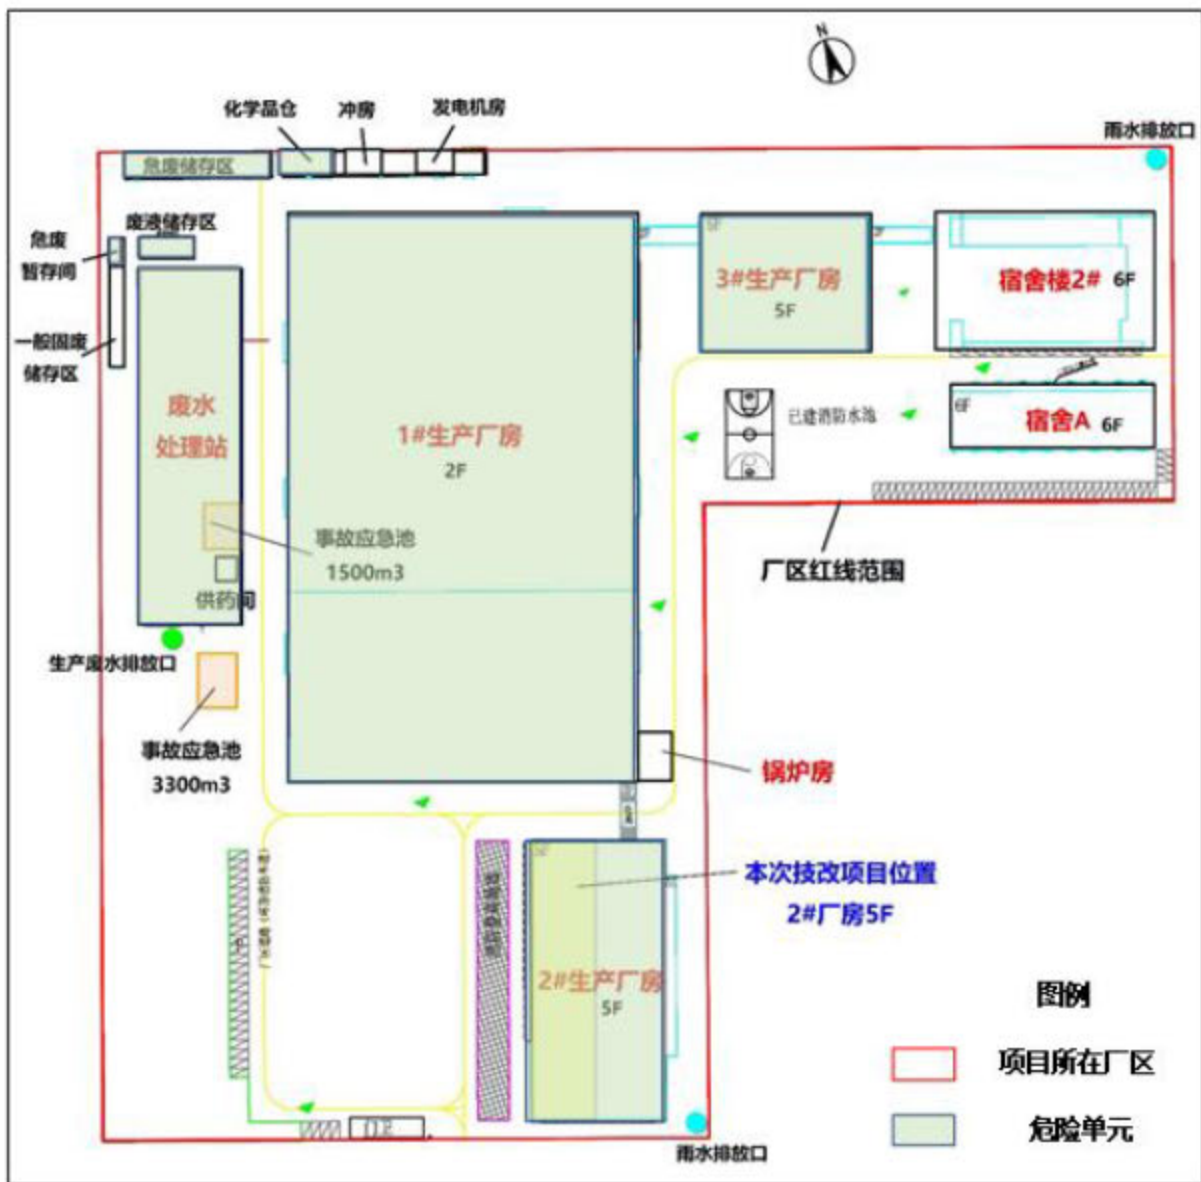 N
化学品仓
冲房
发电机房
雨水排放口
危废储存区
废液储存区
危废
暂存间
一般固废
储存区
3#生产厂房
5F
宿舍楼2# 6F
废水
处理站
1#生产厂房
2F
已建消防水池
6F
宿舍A 6F
事故应急池
1500m3
供药间
厂区红线范围
生产废水排放口
事故应急池
3300m3
锅炉房
本次技改项目位置
2#厂房5F
2#生产厂房
5F
图例
项目所在厂区
危险单元
雨水排放口